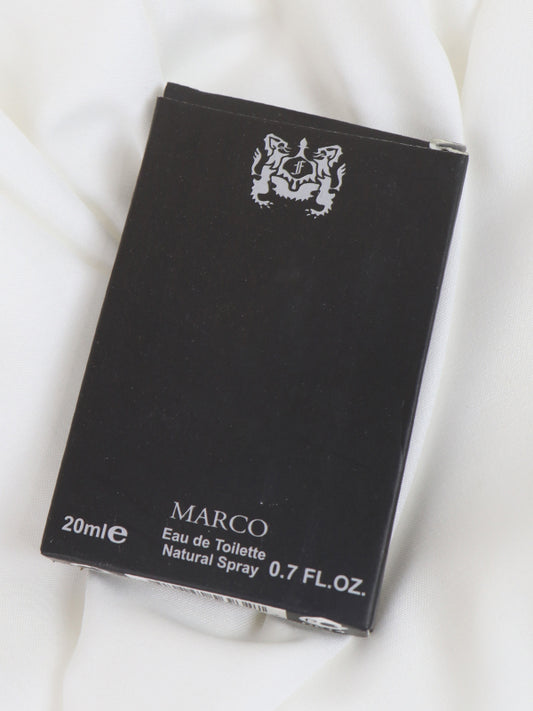 MARCO
20ml℮
Eau de Toilette
Natural Spray
0.7 FL.OZ.